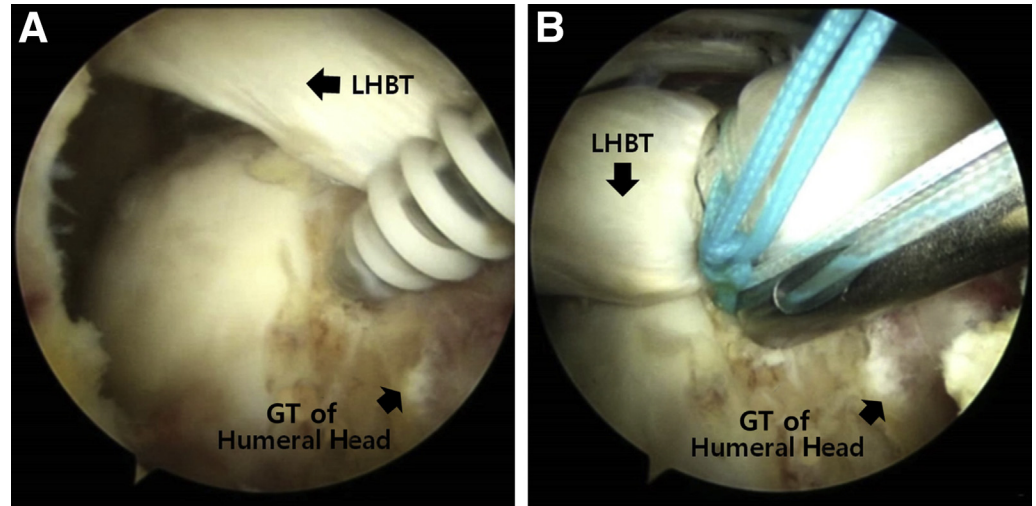 A
LHBT
GT of
Humeral Head
B
LHBT
GT of
Humeral Head